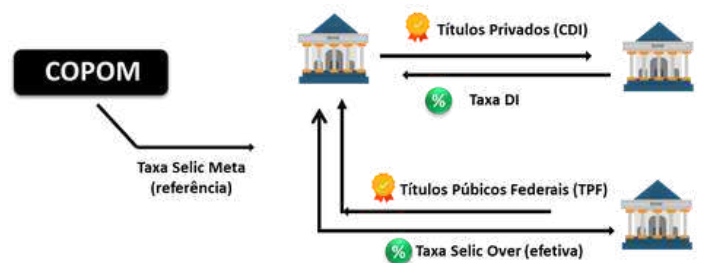 COPOM
Taxa Selic Meta
(referência)
Títulos Privados (CDI)
%
Taxa DI
Títulos Púbicos Federais (TPF)
%
Taxa Selic Over (efetiva)